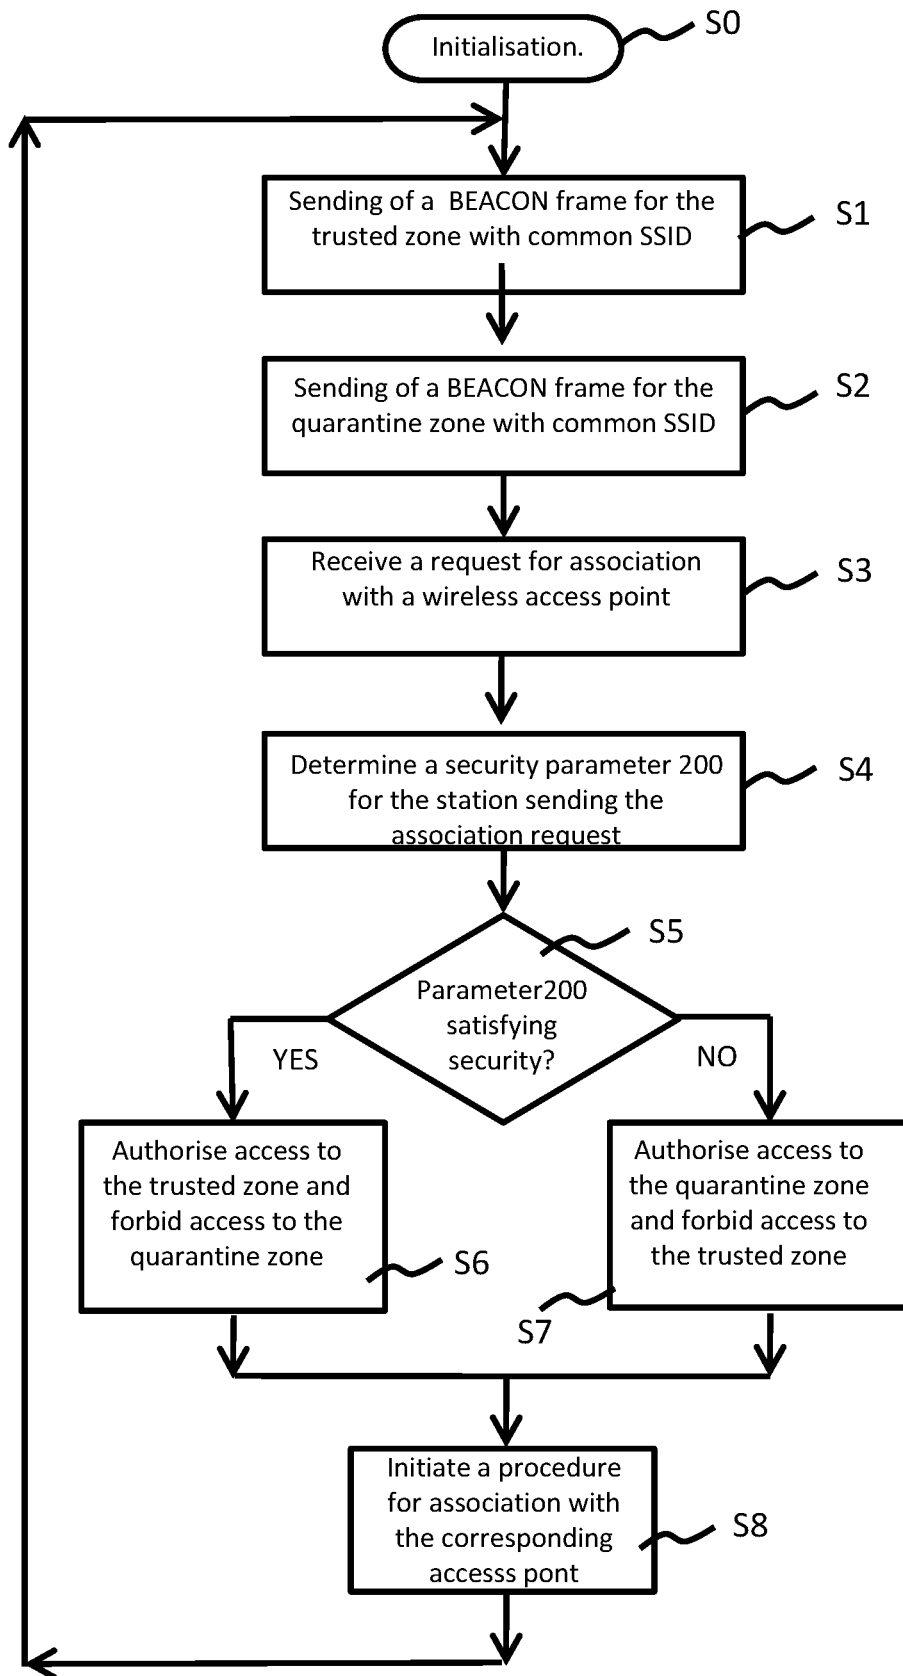 Initialisation.
S0
Sending of a BEACON frame for the
trusted zone with common SSID
S1
Sending of a BEACON frame for the
quarantine zone with common SSID
S2
Receive a request for association
with a wireless access point
S3
Determine a security parameter 200
for the station sending the
association request
S4
S5
Parameter200
satisfying
security?
YES
NO
Authorise access to
the trusted zone and
forbid access to the
quarantine zone
S6
Authorise access to
the quarantine zone
and forbid access to
the trusted zone
S7
Initiate a procedure
for association with
the corresponding
accesss pont
S8